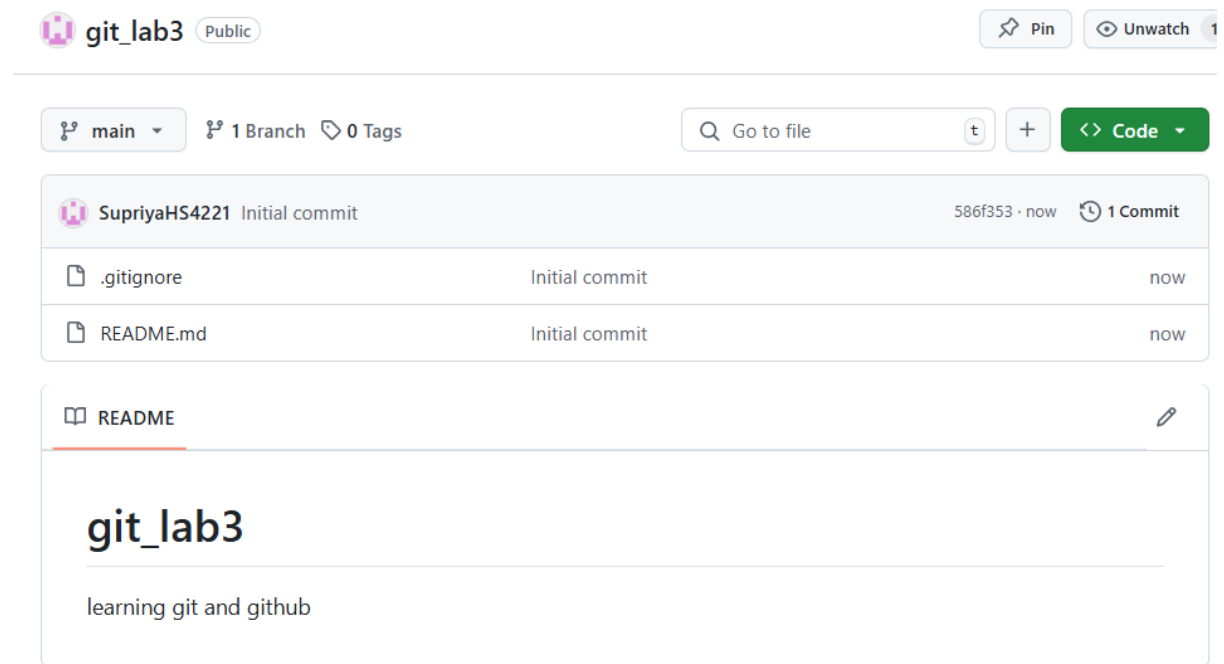 git_lab3 Public Pin Unwatch 1
main 1 Branch 0 Tags Go to file t + <> Code
SupriyaHS4221 Initial commit 586f353 · now 1 Commit
.gitignore Initial commit now
README.md Initial commit now
README
git_lab3
learning git and github